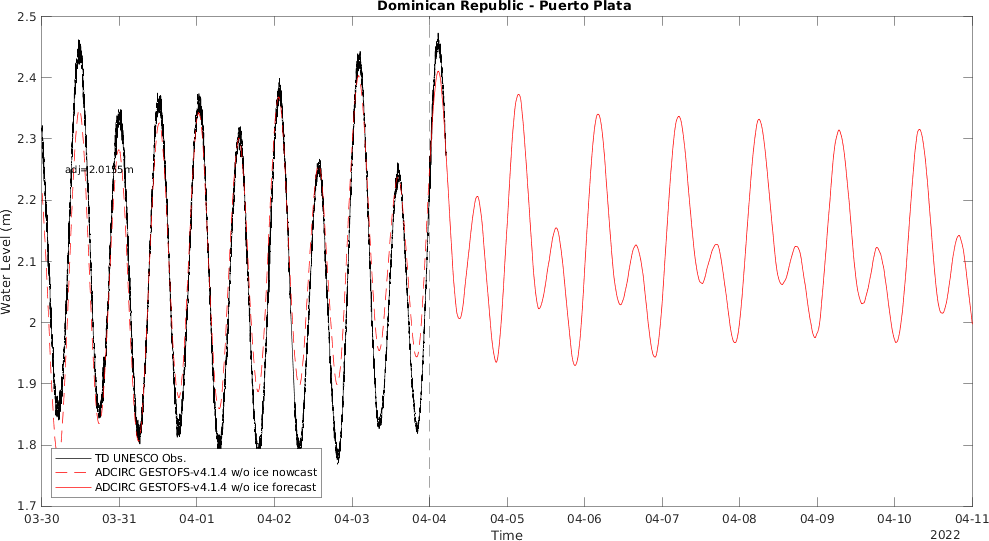 Dominican Republic - Puerto Plata
2.5
2.4
2.3
2.2
2.1
2
1.9
1.8
1.7
Water Level (m)
adj=2.0155m
TD UNESCO Obs.
ADCIRC GESTOFS-v4.1.4 w/o ice nowcast
ADCIRC GESTOFS-v4.1.4 w/o ice forecast
03-30 03-31 04-01 04-02 04-03 04-04 04-05 04-06 04-07 04-08 04-09 04-10 04-11
Time
2022